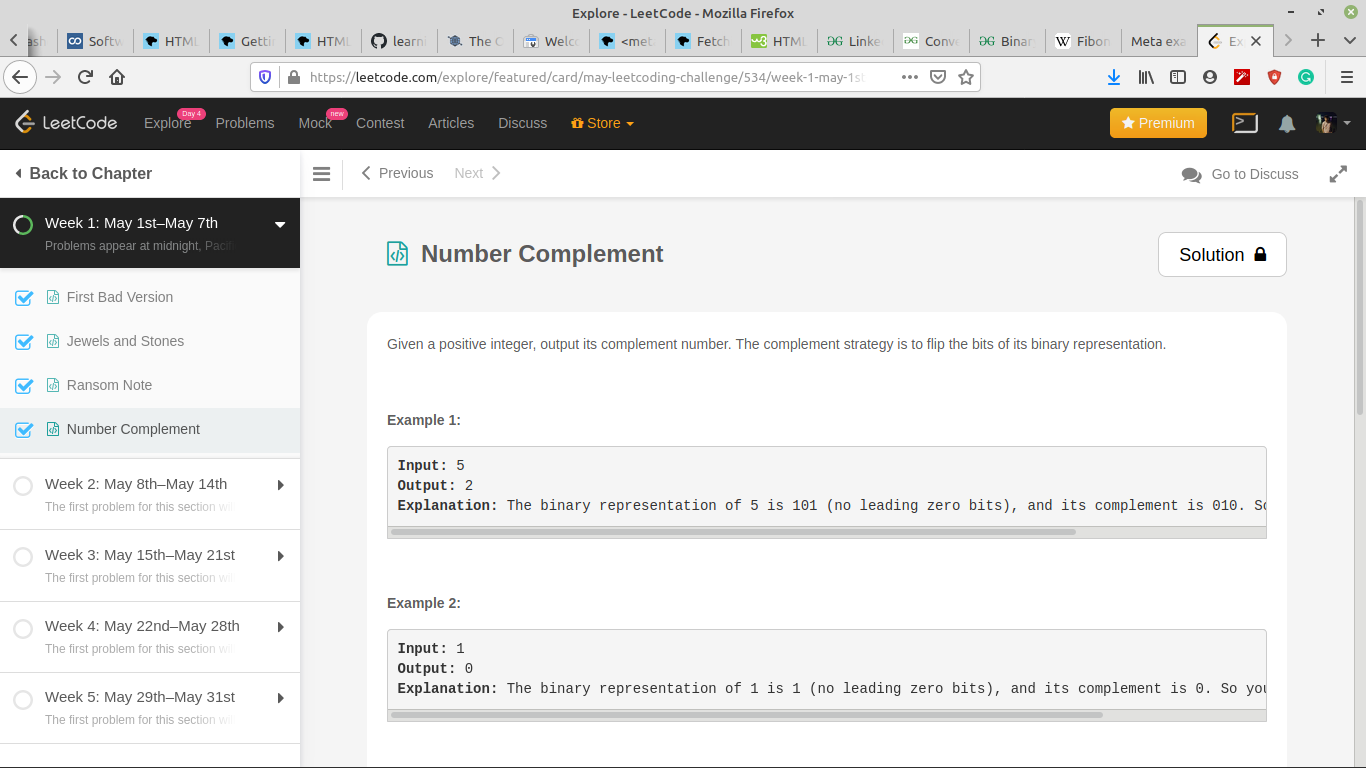 Explore - LeetCode - Mozilla Firefox
Softw
HTML
Getti
HTML
learni
The C
Welc
<met
Fetch
HTML
Linke
Conv
Binar
Fibon
Meta exa
Ex
https://leetcode.com/explore/featured/card/may-leetcoding-challenge/534/week-1-may-1st
LeetCode
Explore
Day 4
Problems
Mock
new
Contest
Articles
Discuss
Store
Premium
Back to Chapter
Previous
Next
Go to Discuss
Week 1: May 1st–May 7th
Problems appear at midnight, Pacifi
First Bad Version
Jewels and Stones
Ransom Note
Number Complement
Week 2: May 8th–May 14th
The first problem for this section wil
Week 3: May 15th–May 21st
The first problem for this section wil
Week 4: May 22nd–May 28th
The first problem for this section wil
Week 5: May 29th–May 31st
The first problem for this section wil
Number Complement
Solution
Given a positive integer, output its complement number. The complement strategy is to flip the bits of its binary representation.
Example 1:
Input: 5
Output: 2
Explanation: The binary representation of 5 is 101 (no leading zero bits), and its complement is 010. So
Example 2:
Input: 1
Output: 0
Explanation: The binary representation of 1 is 1 (no leading zero bits), and its complement is 0. So you